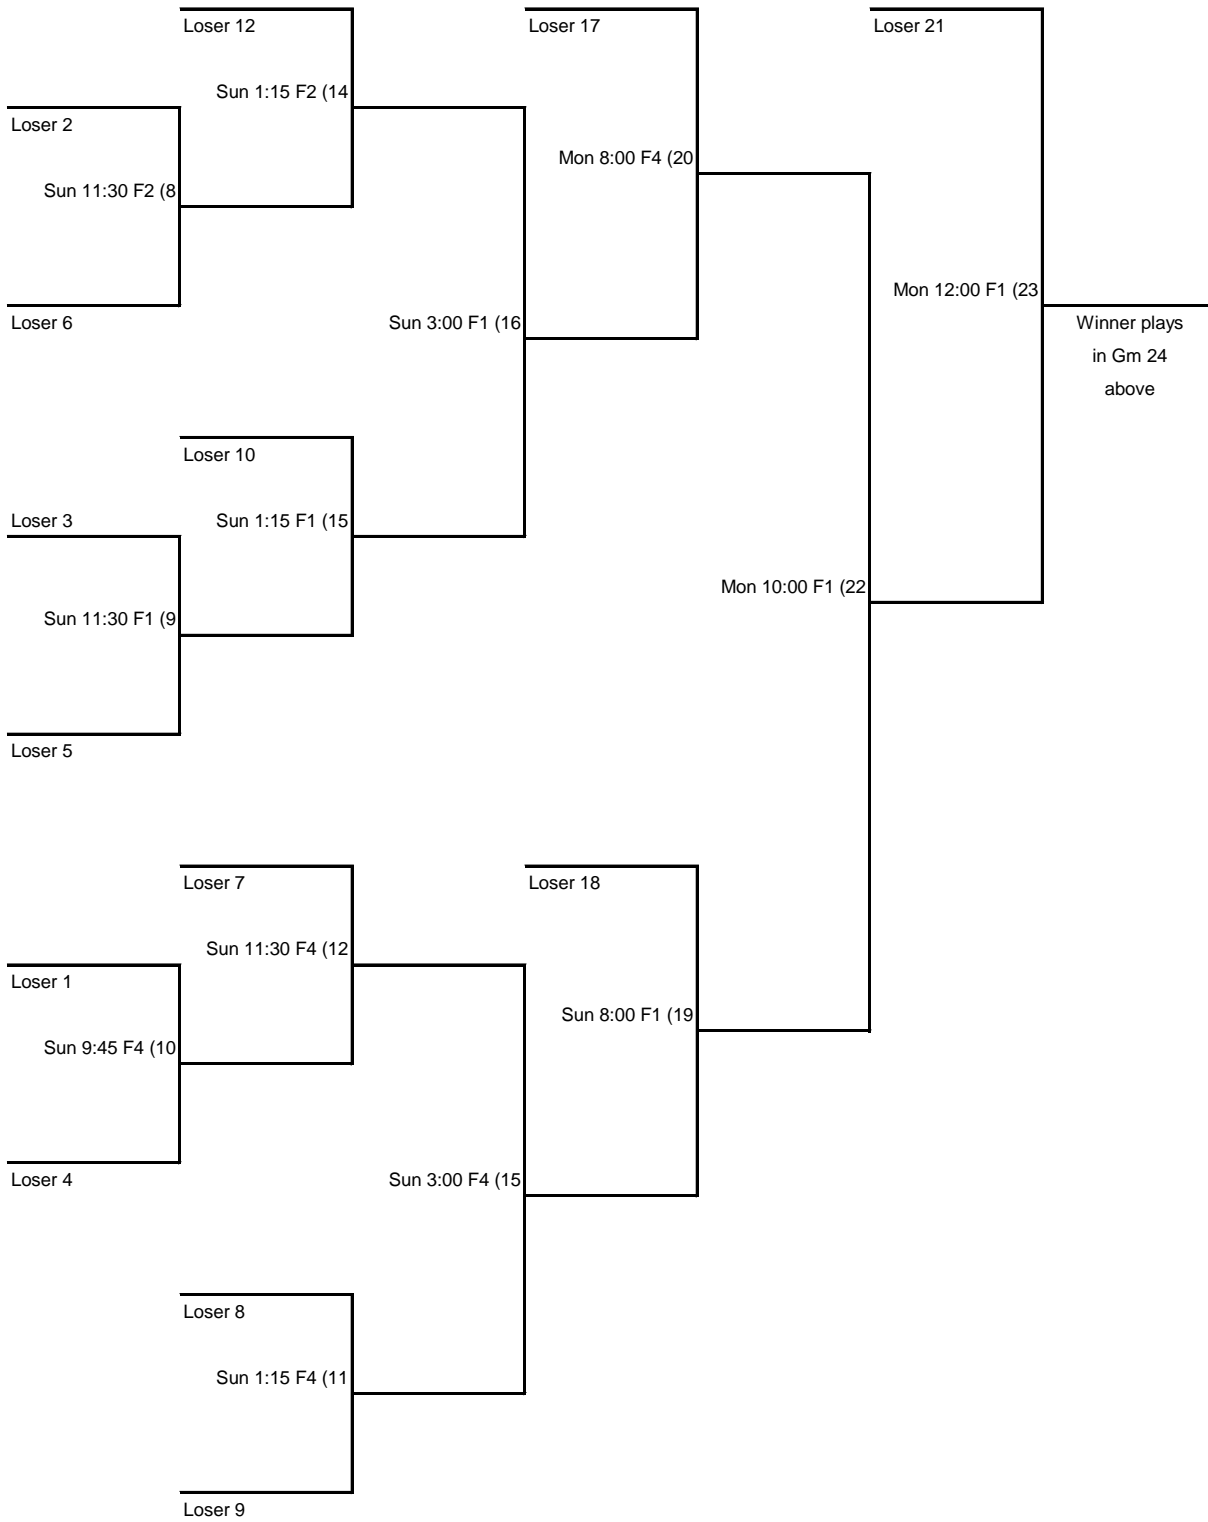 Loser 12
Loser 17
Loser 21
Sun 1:15 F2 (14
Loser 2
Mon 8:00 F4 (20
Sun 11:30 F2 (8
Mon 12:00 F1 (23
Loser 6
Sun 3:00 F1 (16
Winner plays
in Gm 24
above
Loser 10
Loser 3
Sun 1:15 F1 (15
Mon 10:00 F1 (22
Sun 11:30 F1 (9
Loser 5
Loser 7
Loser 18
Sun 11:30 F4 (12
Loser 1
Sun 8:00 F1 (19
Sun 9:45 F4 (10
Loser 4
Sun 3:00 F4 (15
Loser 8
Sun 1:15 F4 (11
Loser 9